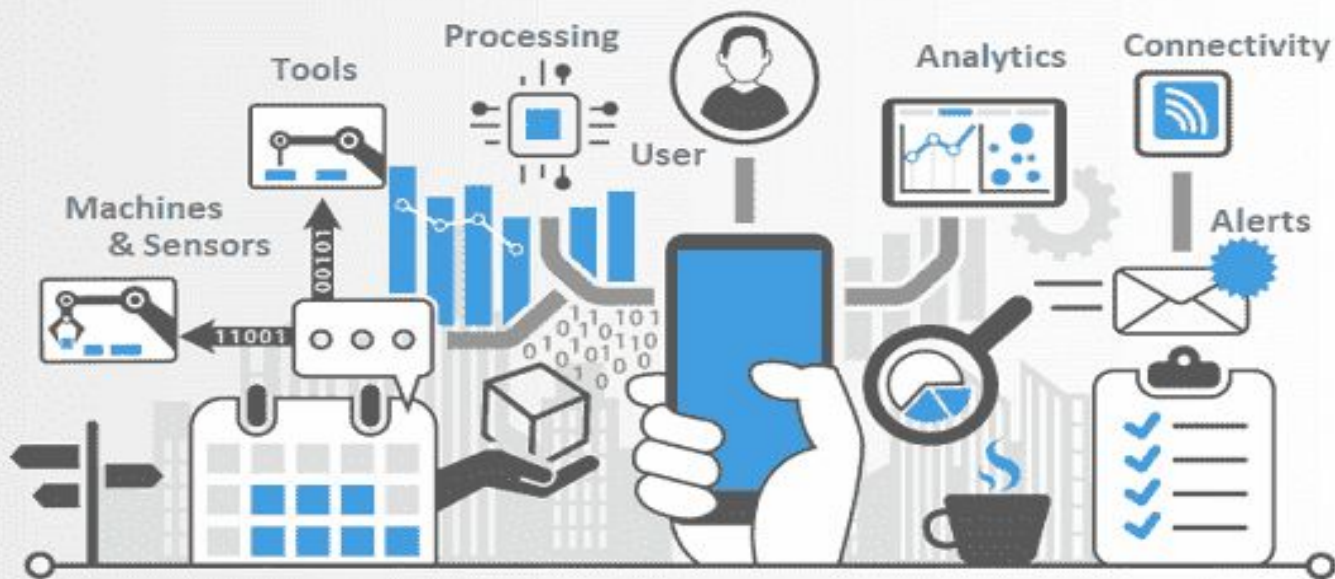 Processing
Connectivity
Analytics
Tools
User
Machines
& Sensors
Alerts
10100
11001